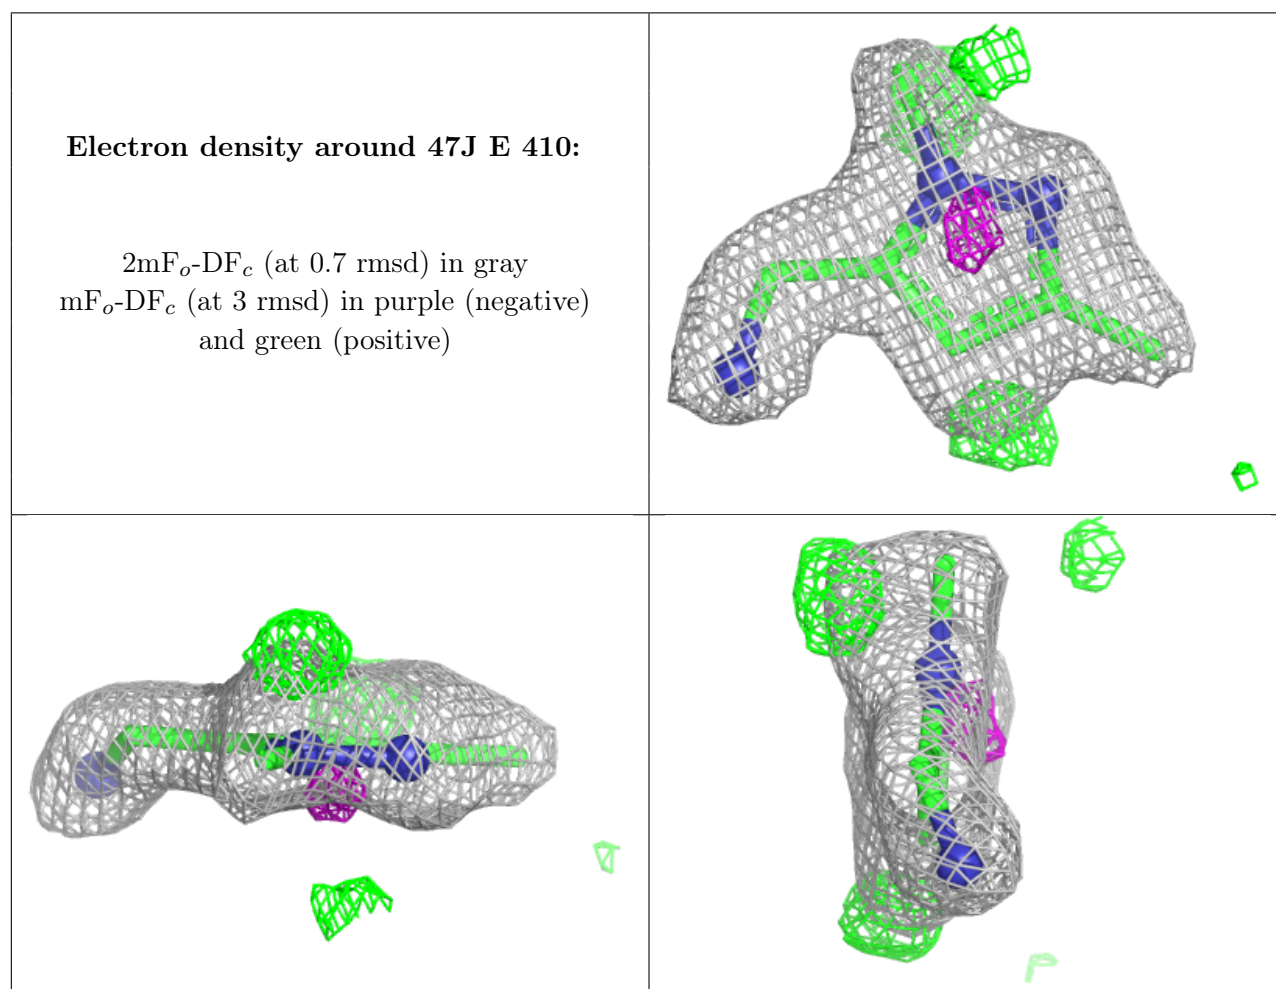 Electron density around 47J E 410:
2mFo-DFc (at 0.7 rmsd) in gray
mFo-DFc (at 3 rmsd) in purple (negative)
and green (positive)